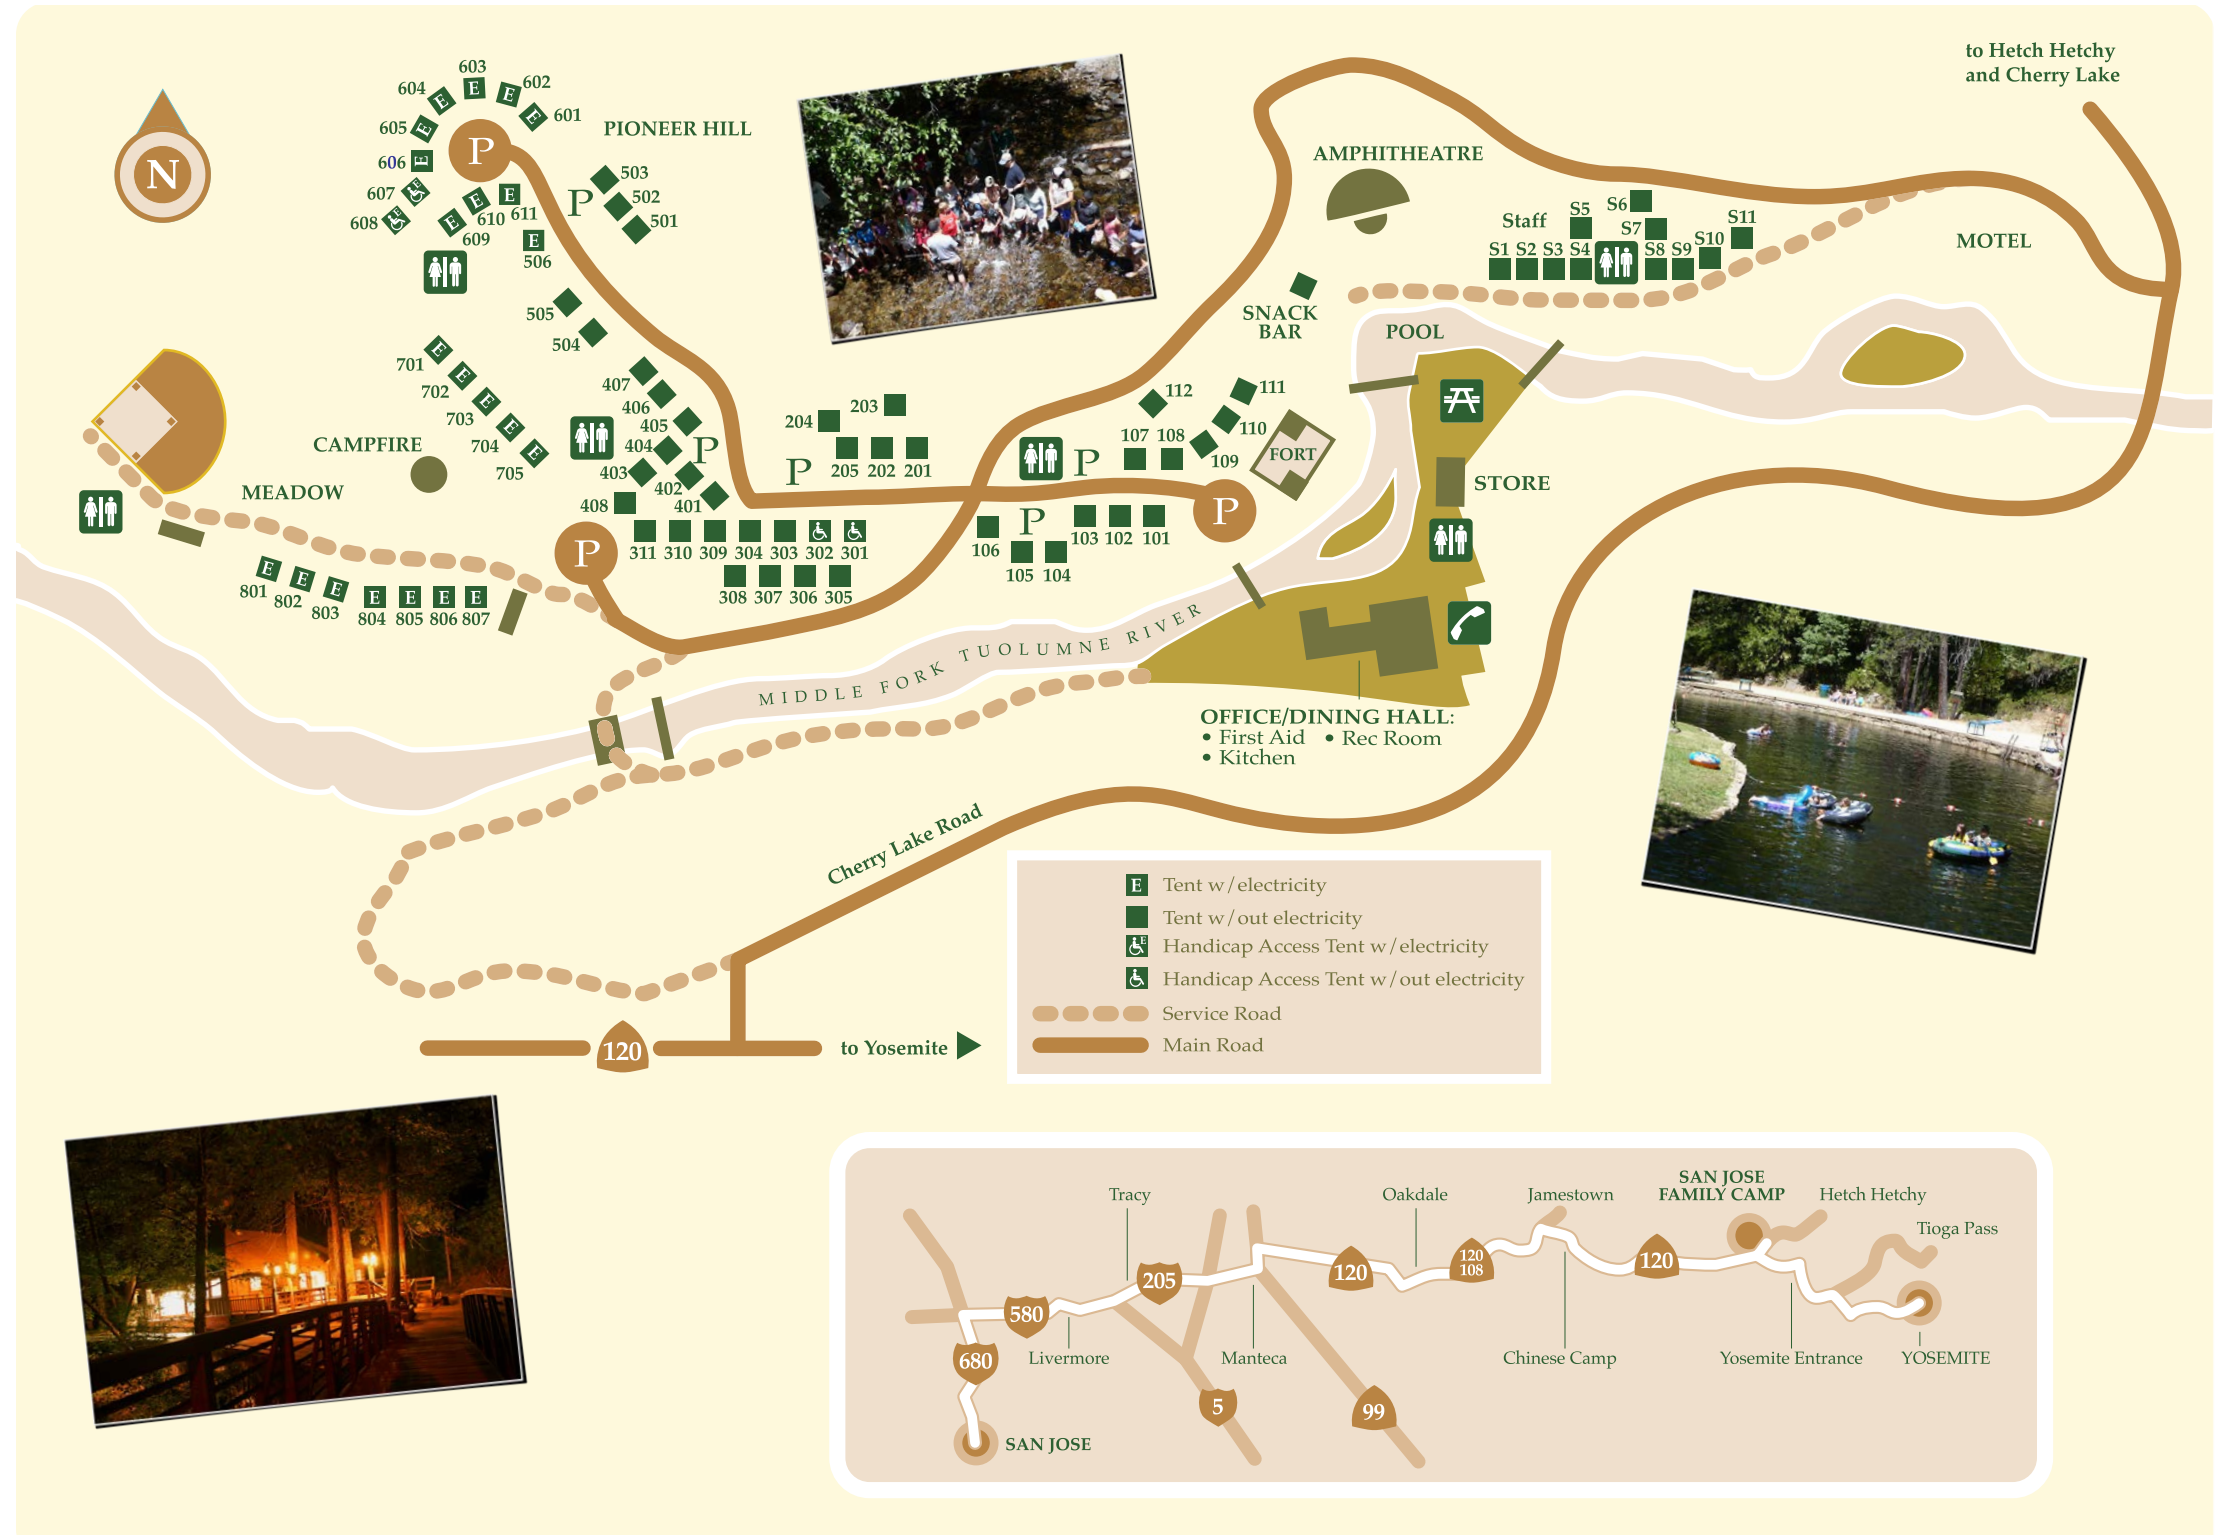 to Hetch Hetchy
and Cherry Lake
N
603
604
E
E
602
E
601
E
605
E
P
PIONEER HILL
606
E
607
E
608
E
E
609
E
610
E
611
P
503
502
501
E
506
505
504
AMPHITHEATRE
Staff
S5
S6
S7
S11
S1
S2
S3
S4
S8
S9
S10
MOTEL
SNACK
BAR
POOL
701
E
702
E
703
E
704
E
705
E
407
406
405
404
403
402
401
408
P
CAMPFIRE
MEADOW
204
203
205
202
201
P
112
111
110
107
108
109
P
FORT
STORE
P
P
311
310
309
304
303
302
301
308
307
306
305
106
P
105
104
103
102
101
E
801
E
802
E
803
E
804
E
805
E
806
E
807
MIDDLE FORK TUOLUMNE RIVER
OFFICE/DINING HALL:
• First Aid • Rec Room
• Kitchen
Cherry Lake Road
E Tent w/electricity
Tent w/out electricity
E Handicap Access Tent w/electricity
Handicap Access Tent w/out electricity
Service Road
Main Road
120
to Yosemite
Tracy
Oakdale
Jamestown
SAN JOSE
FAMILY CAMP
Hetch Hetchy
Tioga Pass
205
120
120
108
120
580
680
Livermore
Manteca
Chinese Camp
Yosemite Entrance
YOSEMITE
5
99
SAN JOSE